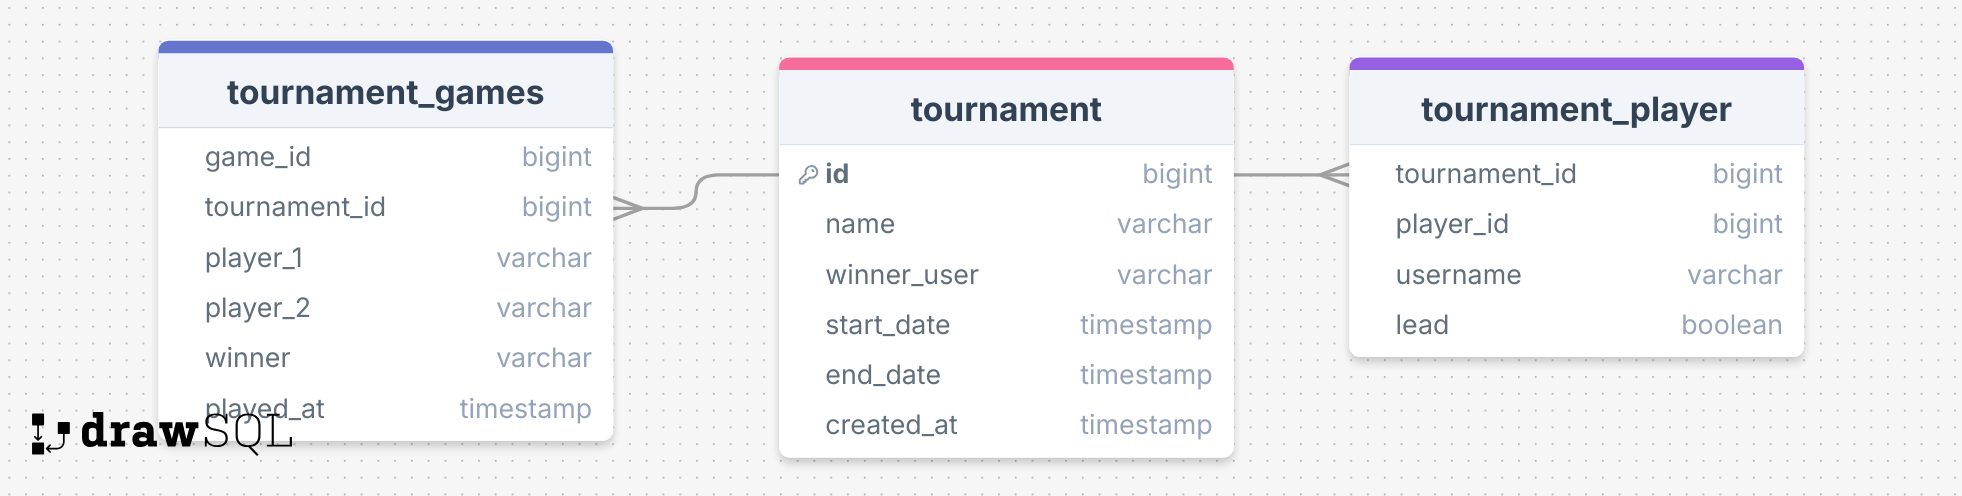 tournament_games
game_id bigint
tournament_id bigint
player_1 varchar
player_2 varchar
winner varchar
played_at timestamp
tournament
id bigint
name varchar
winner_user varchar
start_date timestamp
end_date timestamp
created_at timestamp
tournament_player
tournament_id bigint
player_id bigint
username varchar
lead boolean
drawSQL